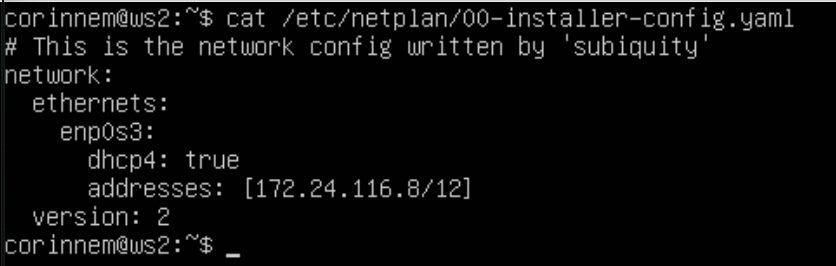 corinnem@ws2:~$ cat /etc/netplan/00-installer-config.yaml
# This is the network config written by 'subiquity'
network:
  ethernets:
    enp0s3:
      dhcp4: true
      addresses: [172.24.116.8/12]
  version: 2
corinnem@ws2:~$ _